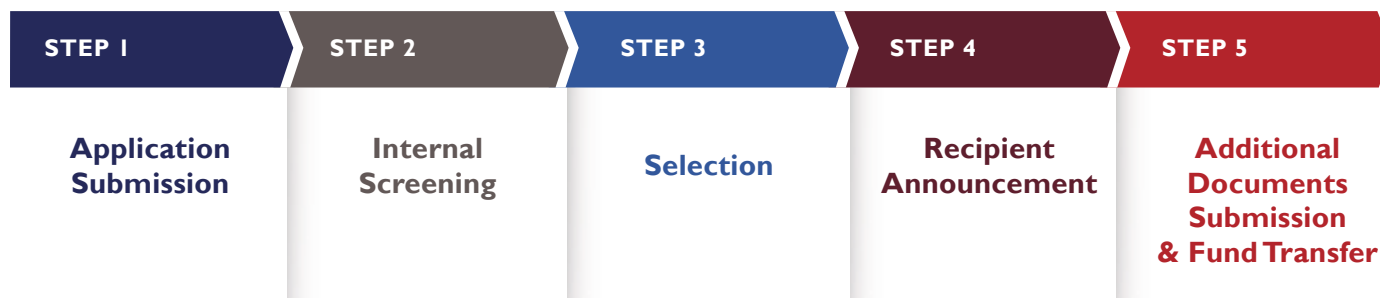 STEP 1
STEP 2
STEP 3
STEP 4
STEP 5
Application
Submission
Internal
Screening
Selection
Recipient
Announcement
Additional
Documents
Submission
& Fund Transfer